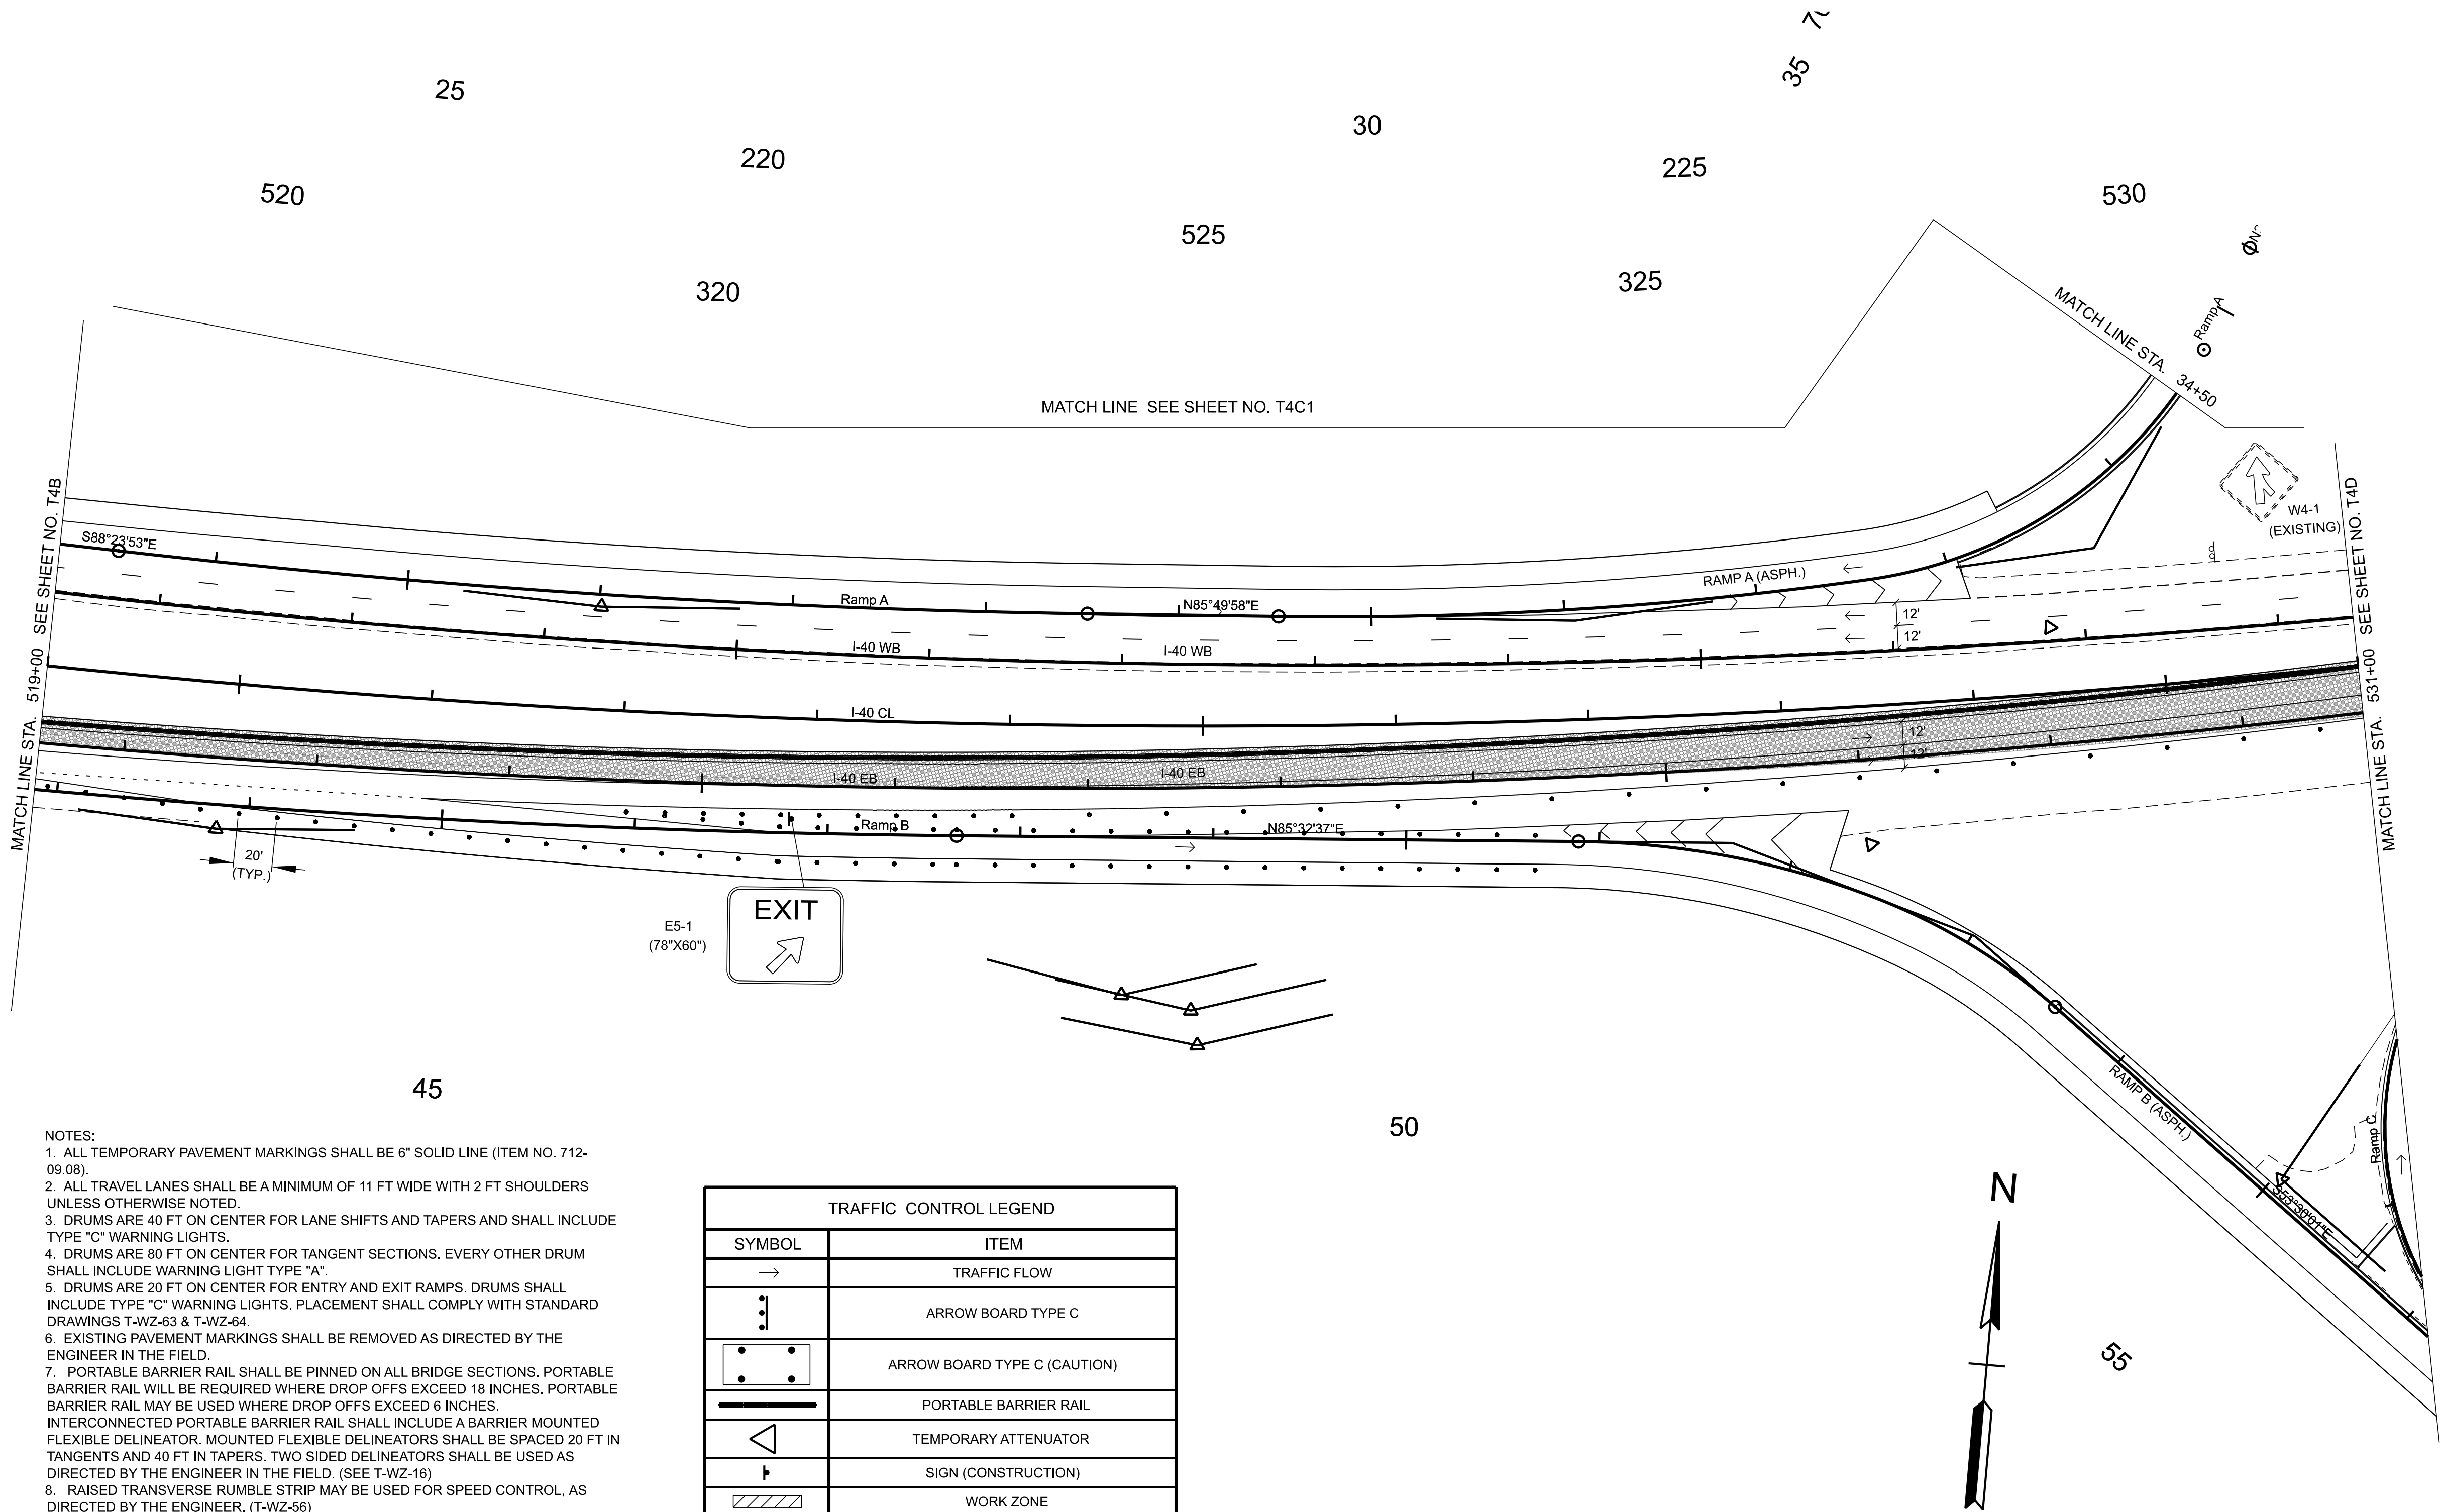 25
30
35
220
225
520
525
530
320
325
MATCH LINE SEE SHEET NO. T4C1
MATCH LINE STA. 34+50
Ramp A
W4-1
(EXISTING)
MATCH LINE STA. 519+00 SEE SHEET NO. T4B
MATCH LINE STA. 531+00 SEE SHEET NO. T4D
S88°23'53"E
Ramp A
N85°49'58"E
RAMP A (ASPH.)
12'
12'
I-40 WB
I-40 WB
I-40 CL
12'
12'
I-40 EB
I-40 EB
Ramp B
N85°32'37"E
20'
(TYP.)
E5-1
(78"X60")
EXIT
RAMP B (ASPH.)
Ramp C
S53°30'01"E
45
50
55
N
NOTES:
1. ALL TEMPORARY PAVEMENT MARKINGS SHALL BE 6" SOLID LINE (ITEM NO. 712-
09.08).
2. ALL TRAVEL LANES SHALL BE A MINIMUM OF 11 FT WIDE WITH 2 FT SHOULDERS
UNLESS OTHERWISE NOTED.
3. DRUMS ARE 40 FT ON CENTER FOR LANE SHIFTS AND TAPERS AND SHALL INCLUDE
TYPE "C" WARNING LIGHTS.
4. DRUMS ARE 80 FT ON CENTER FOR TANGENT SECTIONS. EVERY OTHER DRUM
SHALL INCLUDE WARNING LIGHT TYPE "A".
5. DRUMS ARE 20 FT ON CENTER FOR ENTRY AND EXIT RAMPS. DRUMS SHALL
INCLUDE TYPE "C" WARNING LIGHTS. PLACEMENT SHALL COMPLY WITH STANDARD
DRAWINGS T-WZ-63 & T-WZ-64.
6. EXISTING PAVEMENT MARKINGS SHALL BE REMOVED AS DIRECTED BY THE
ENGINEER IN THE FIELD.
7. PORTABLE BARRIER RAIL SHALL BE PINNED ON ALL BRIDGE SECTIONS. PORTABLE
BARRIER RAIL WILL BE REQUIRED WHERE DROP OFFS EXCEED 18 INCHES. PORTABLE
BARRIER RAIL MAY BE USED WHERE DROP OFFS EXCEED 6 INCHES.
INTERCONNECTED PORTABLE BARRIER RAIL SHALL INCLUDE A BARRIER MOUNTED
FLEXIBLE DELINEATOR. MOUNTED FLEXIBLE DELINEATORS SHALL BE SPACED 20 FT IN
TANGENTS AND 40 FT IN TAPERS. TWO SIDED DELINEATORS SHALL BE USED AS
DIRECTED BY THE ENGINEER IN THE FIELD. (SEE T-WZ-16)
8. RAISED TRANSVERSE RUMBLE STRIP MAY BE USED FOR SPEED CONTROL, AS
DIRECTED BY THE ENGINEER. (T-WZ-56)
TRAFFIC CONTROL LEGEND
SYMBOL ITEM
TRAFFIC FLOW
ARROW BOARD TYPE C
ARROW BOARD TYPE C (CAUTION)
PORTABLE BARRIER RAIL
TEMPORARY ATTENUATOR
SIGN (CONSTRUCTION)
WORK ZONE